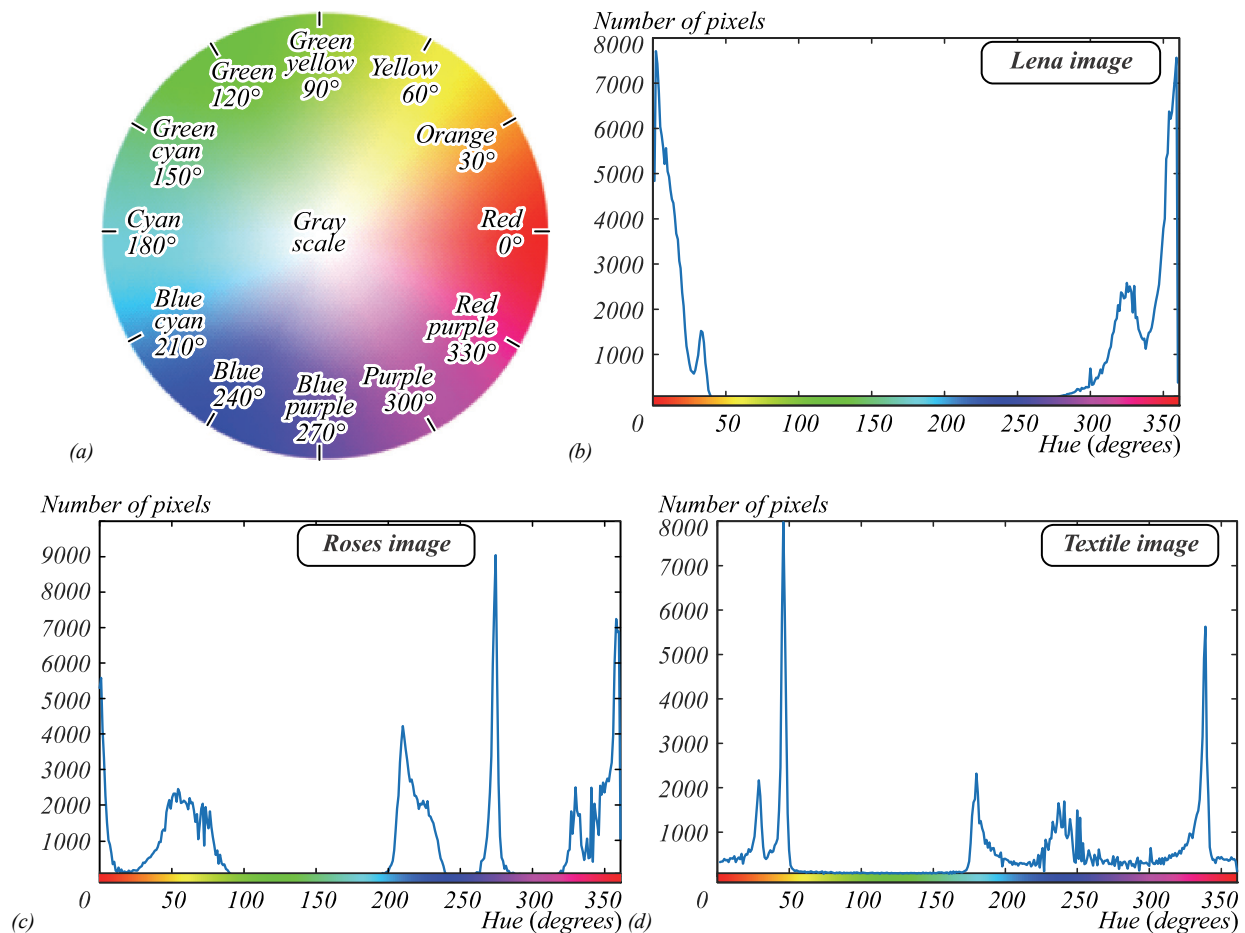 Green
yellow
90°
Yellow
60°
Green
120°
Orange
30°
Green
cyan
150°
Cyan
180°
Gray
scale
Red
0°
Blue
cyan
210°
Red
purple
330°
Blue
240°
Blue
purple
270°
Purple
300°
(a)
Number of pixels
Lena image
8000
7000
6000
5000
4000
3000
2000
1000
0 50 100 150 200 250 300 350
Hue (degrees)
(b)
Number of pixels
Roses image
9000
8000
7000
6000
5000
4000
3000
2000
1000
0 50 100 150 200 250 300 350
Hue (degrees)
(c)
Number of pixels
Textile image
8000
7000
6000
5000
4000
3000
2000
1000
0 50 100 150 200 250 300 350
Hue (degrees)
(d)